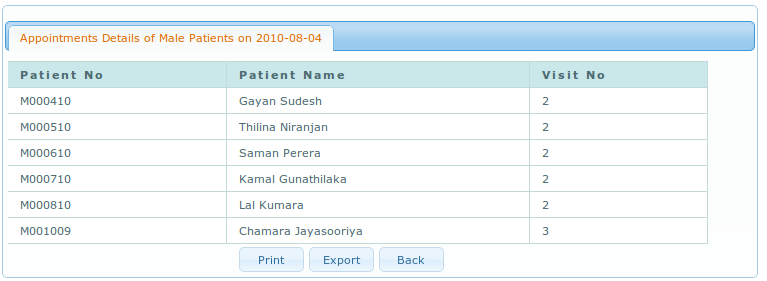 Appointments Details of Male Patients on 2010-08-04
Patient No Patient Name Visit No
M000410 Gayan Sudesh 2
M000510 Thilina Niranjan 2
M000610 Saman Perera 2
M000710 Kamal Gunathilaka 2
M000810 Lal Kumara 2
M001009 Chamara Jayasooriya 3
Print Export Back